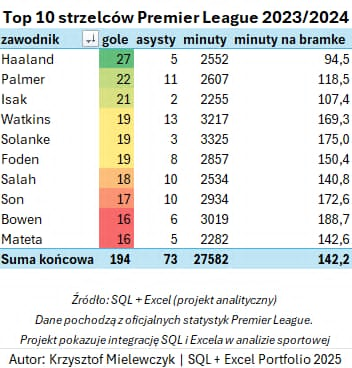 Top 10 strzelców Premier League 2023/2024
zawodnik gole asysty minuty minuty na bramke
Haaland 27 5 2552 94,5
Palmer 22 11 2607 118,5
Isak 21 2 2255 107,4
Watkins 19 13 3217 169,3
Solanke 19 3 3325 175,0
Foden 19 8 2857 150,4
Salah 18 10 2534 140,8
Son 17 10 2934 172,6
Bowen 16 6 3019 188,7
Mateta 16 5 2282 142,6
Suma końcowa 194 73 27582 142,2
Źródło: SQL + Excel (projekt analityczny)
Dane pochodzą z oficjalnych statystyk Premier League.
Projekt pokazuje integrację SQL i Excela w analizie sportowej
Autor: Krzysztof Mielewczyk | SQL + Excel Portfolio 2025